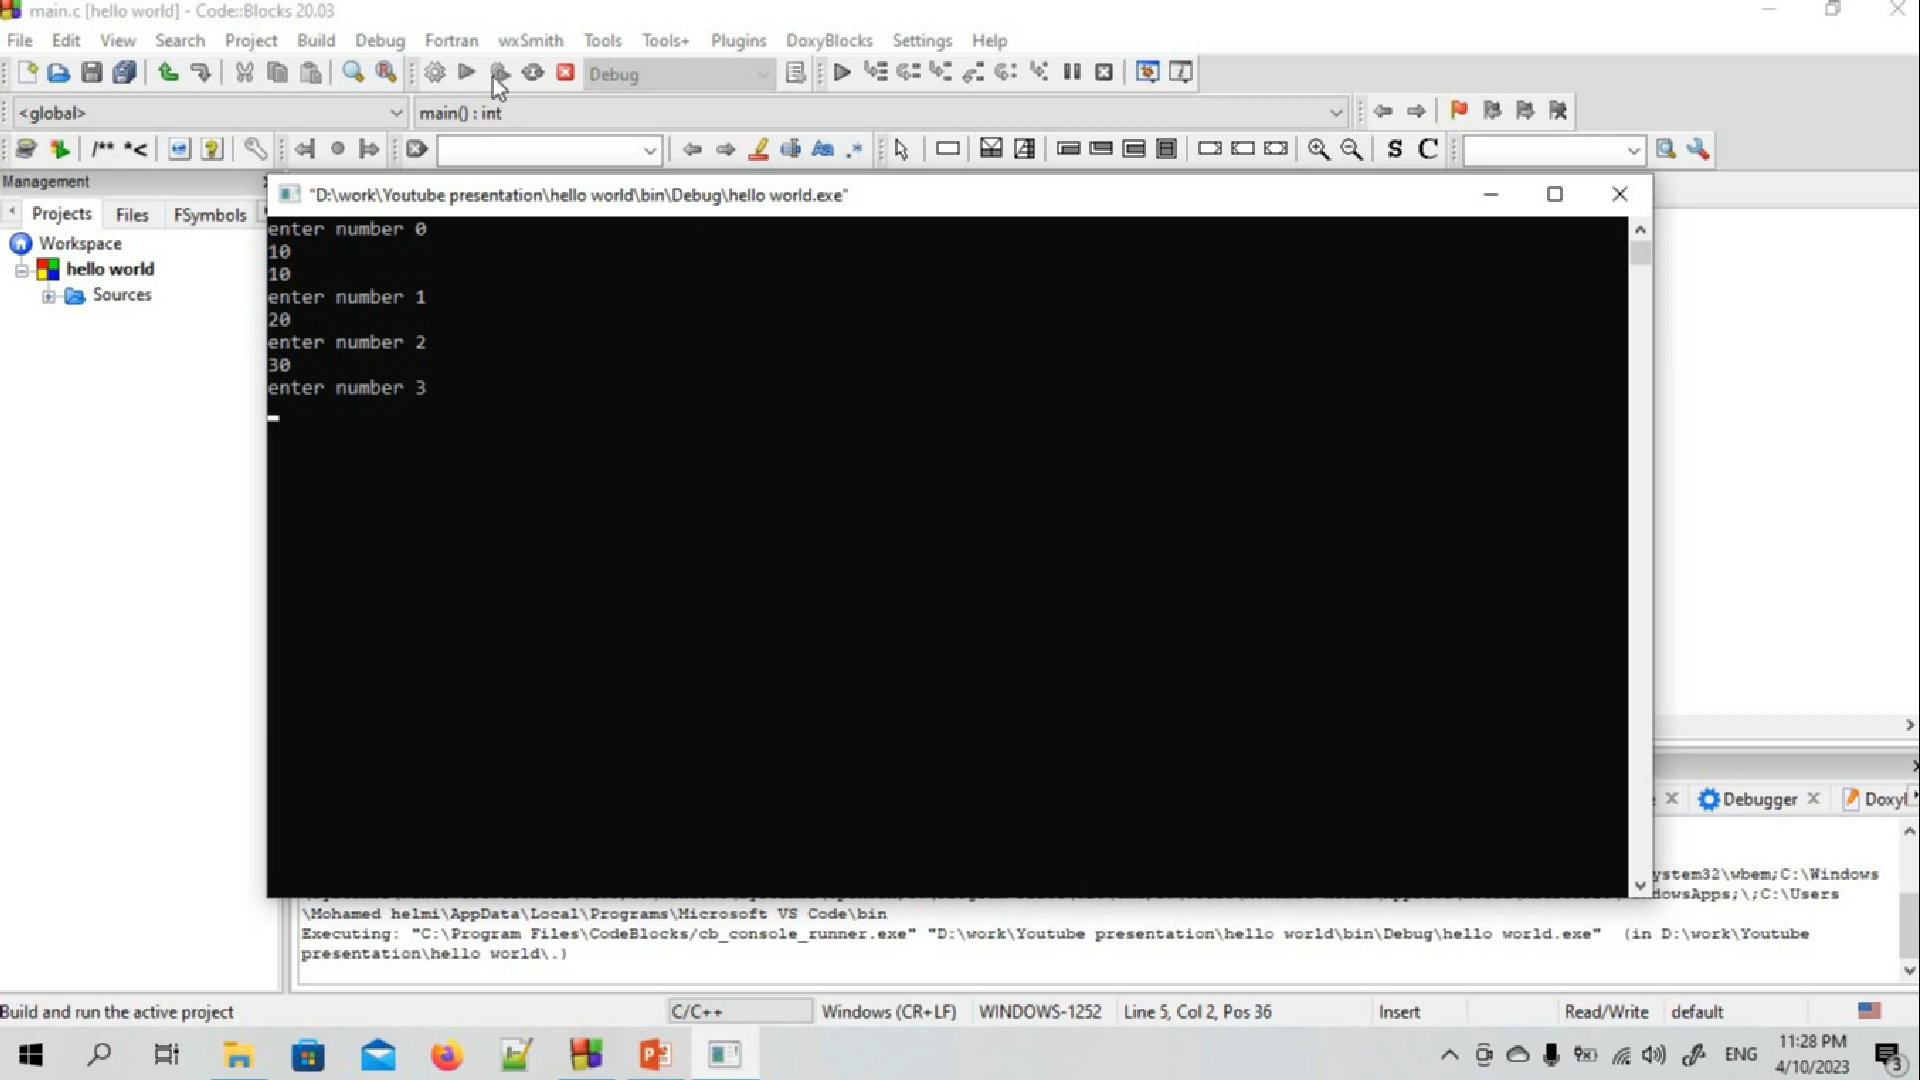 main.c [hello world] - Code::Blocks 20.03
File Edit View Search Project Build Debug Fortran wxSmith Tools Tools+ Plugins DoxyBlocks Settings Help
Debug
<global> main() : int
/** *< Aa .* S C
Management
"D:\work\Youtube presentation\hello world\bin\Debug\hello world.exe"
Projects Files FSymbols
Workspace
hello world
Sources
enter number 0
10
10
enter number 1
20
enter number 2
30
enter number 3
Debugger Doxyl
ystem32\wbem;C:\Windows
ndowsApps;\;C:\Users
\Mohamed helmi\AppData\Local\Programs\Microsoft VS Code\bin
Executing: "C:\Program Files\CodeBlocks/cb_console_runner.exe" "D:\work\Youtube presentation\hello world\bin\Debug\hello world.exe" (in D:\work\Youtube
presentation\hello world\.)
Build and run the active project C/C++ Windows (CR+LF) WINDOWS-1252 Line 5, Col 2, Pos 36 Insert Read/Write default
ENG
11:28 PM
4/10/2023
3